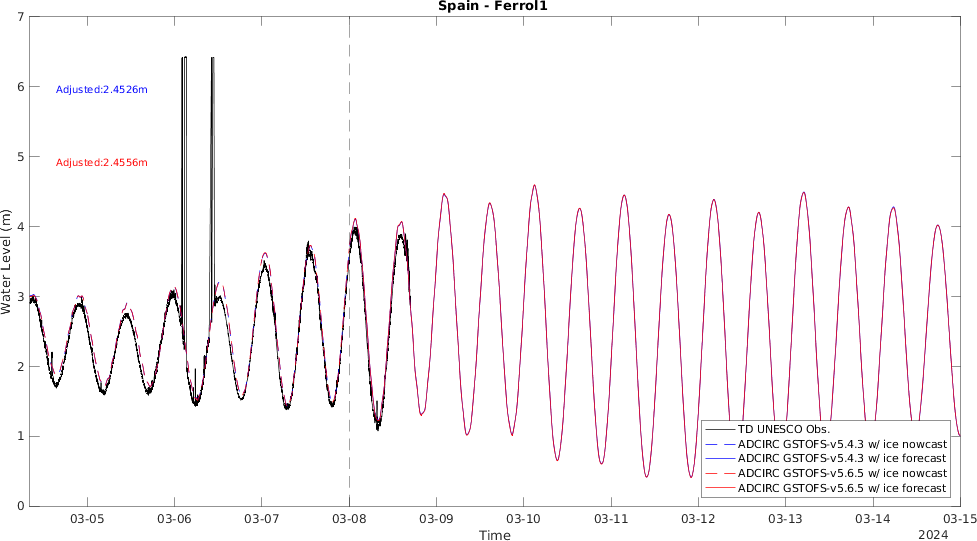 Spain - Ferrol1
7
6
5
4
3
2
1
0
Water Level (m)
Adjusted:2.4526m
Adjusted:2.4556m
TD UNESCO Obs.
ADCIRC GSTOFS-v5.4.3 w/ ice nowcast
ADCIRC GSTOFS-v5.4.3 w/ ice forecast
ADCIRC GSTOFS-v5.6.5 w/ ice nowcast
ADCIRC GSTOFS-v5.6.5 w/ ice forecast
03-05 03-06 03-07 03-08 03-09 03-10 03-11 03-12 03-13 03-14 03-15
Time
2024